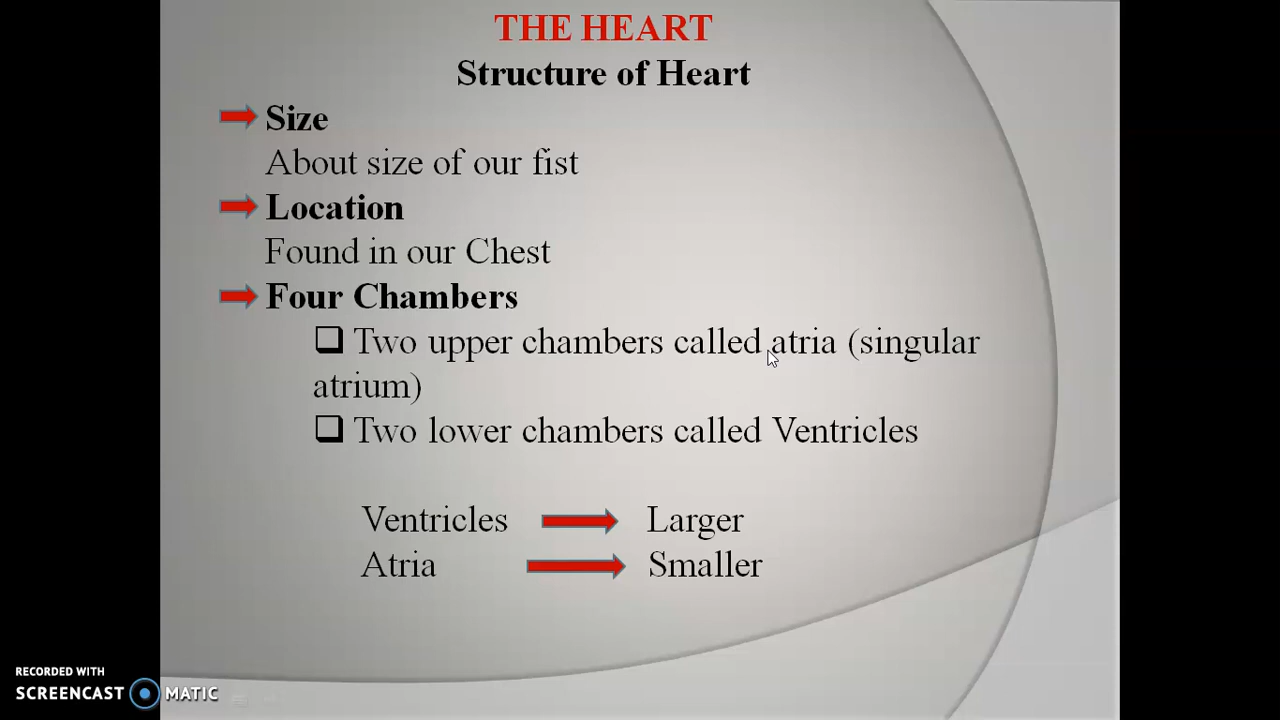 THE HEART
Structure of Heart
Size
About size of our fist
Location
Found in our Chest
Four Chambers
Two upper chambers called atria (singular
atrium)
Two lower chambers called Ventricles
Ventricles Larger
Atria Smaller
RECORDED WITH
SCREENCAST MATIC